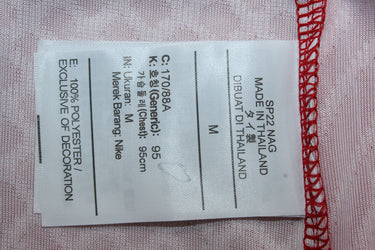 SP22 NAG
MADE IN THAILAND
タイ製
DIBUAT DI THAILAND
M
C: 170/88A
K: 호칭(Generic): 95
가슴둘레(Chest): 95cm
IN: Ukuran: M
Merek Barang: Nike
E: 100% POLYESTER /
EXCLUSIVE OF DECORATION